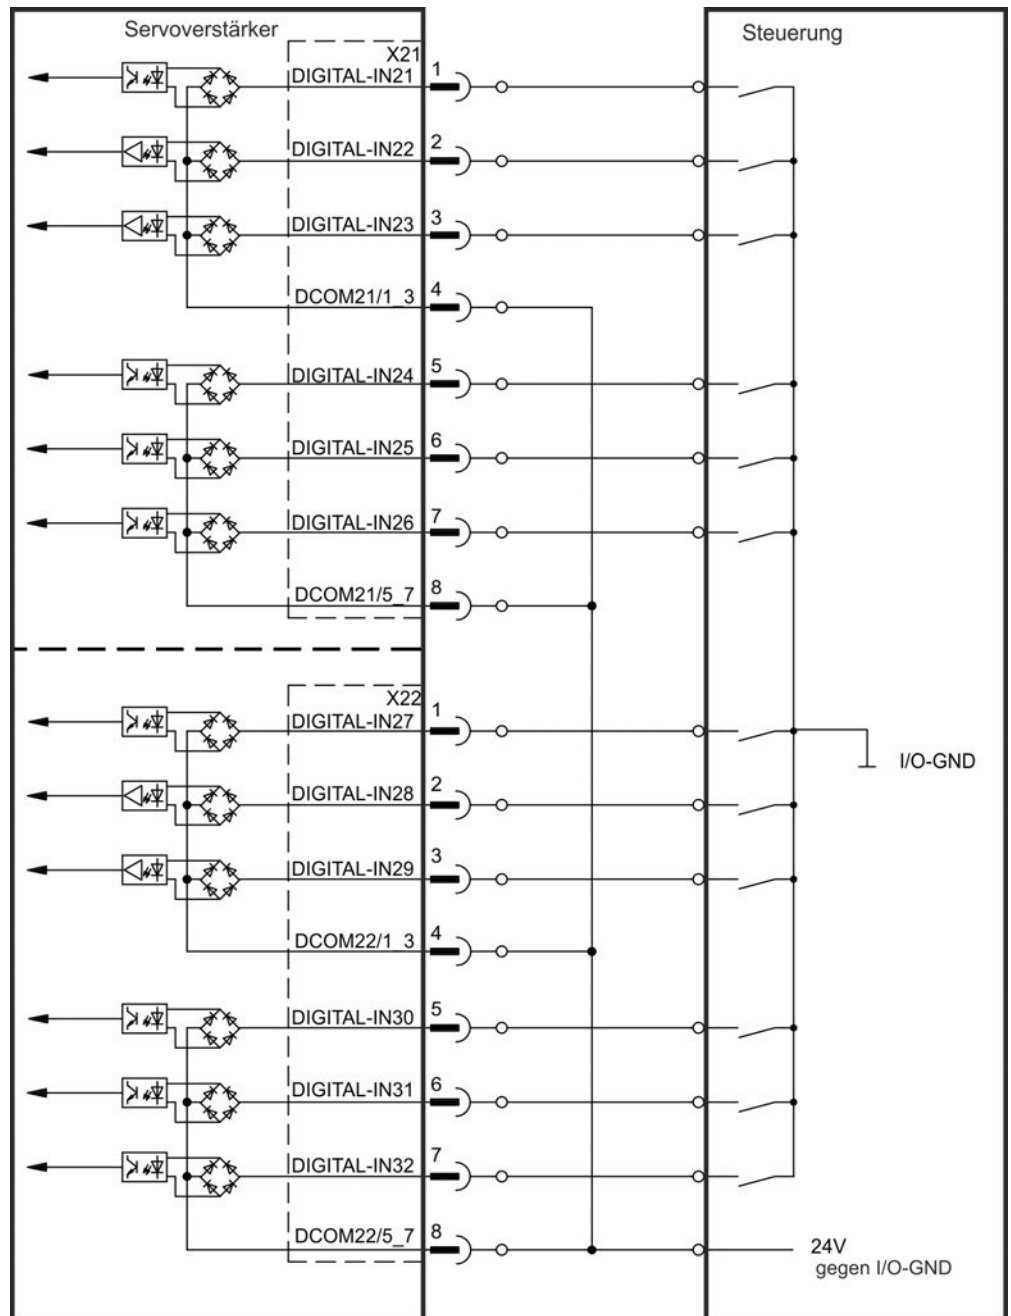 Servoverstärker
Steuerung
X21
DIGITAL-IN21
1
DIGITAL-IN22
2
DIGITAL-IN23
3
DCOM21/1_3
4
DIGITAL-IN24
5
DIGITAL-IN25
6
DIGITAL-IN26
7
DCOM21/5_7
8
X22
DIGITAL-IN27
1
I/O-GND
DIGITAL-IN28
2
DIGITAL-IN29
3
DCOM22/1_3
4
DIGITAL-IN30
5
DIGITAL-IN31
6
DIGITAL-IN32
7
DCOM22/5_7
8
24V
gegen I/O-GND